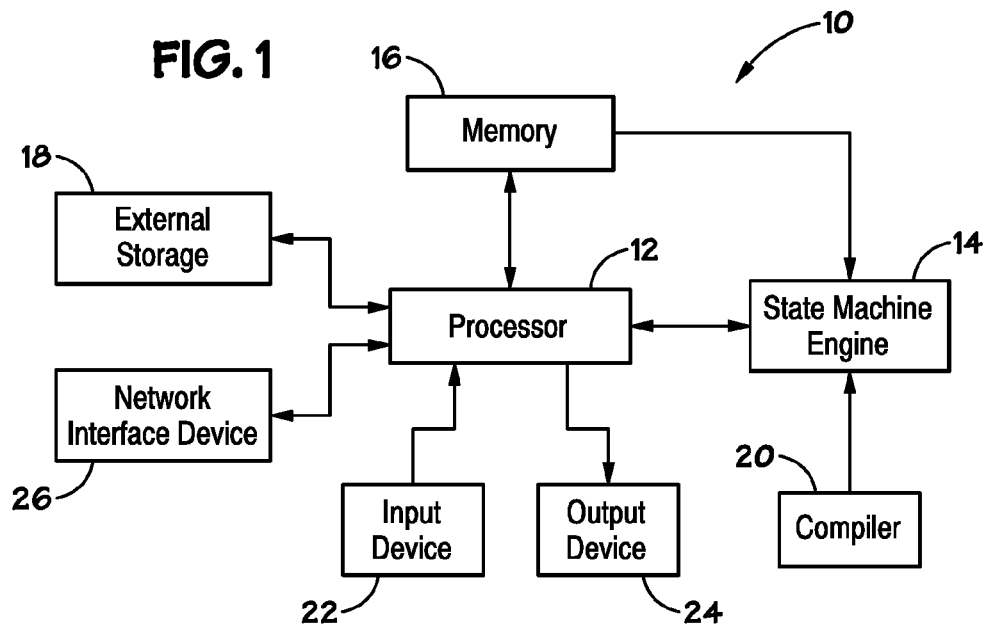 FIG. 1
10
16
Memory
18
External
Storage
12
Processor
14
State Machine
Engine
Network
Interface Device
26
Input
Device
22
Output
Device
24
20
Compiler